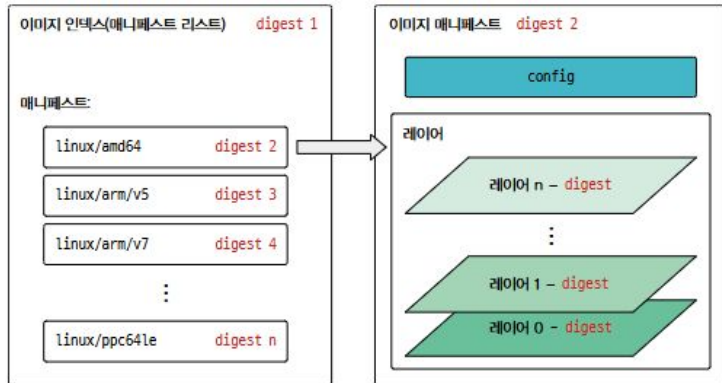 이미지 인덱스(매니페스트 리스트) digest 1
매니페스트:
linux/amd64 digest 2
linux/arm/v5 digest 3
linux/arm/v7 digest 4
⋮
linux/ppc64le digest n
이미지 매니페스트 digest 2
config
레이어
레이어 n – digest
⋮
레이어 1 – digest
레이어 0 – digest